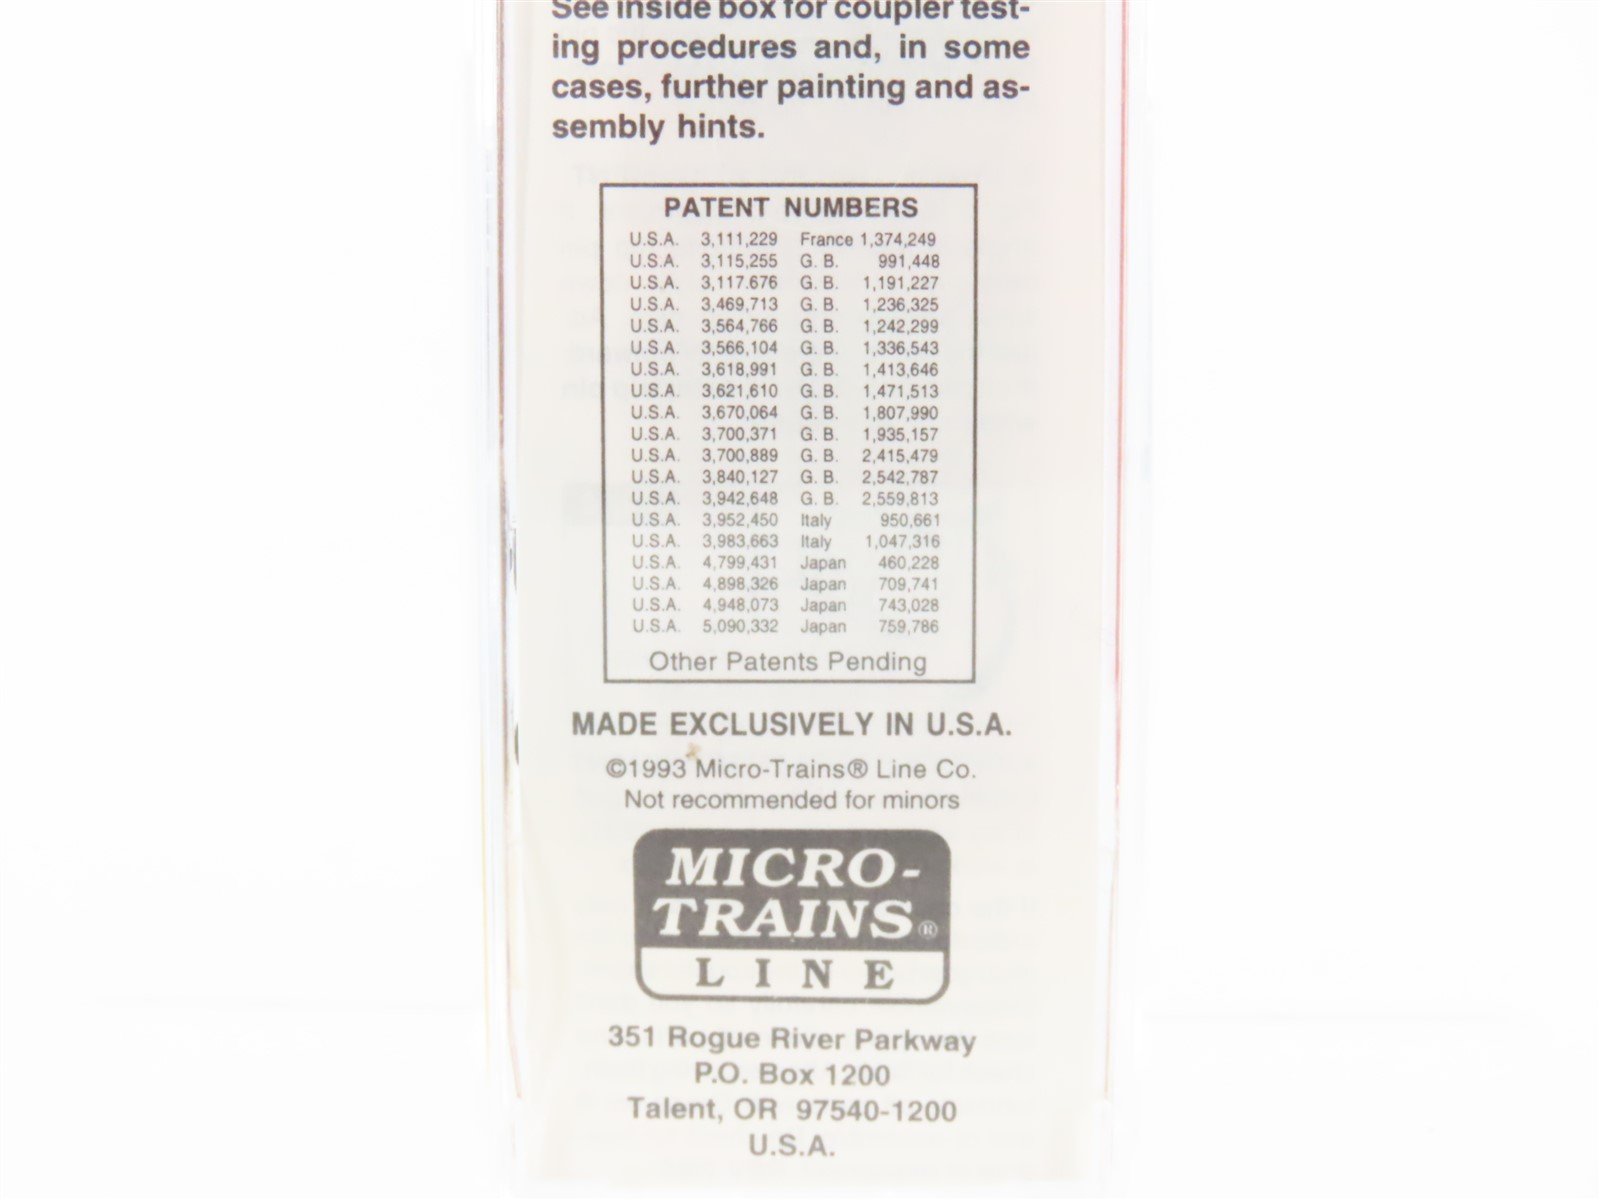 See inside box for coupler test-
ing procedures and, in some
cases, further painting and as-
sembly hints.
PATENT NUMBERS
U.S.A. 3,111,229 France 1,374,249
U.S.A. 3,115,255 G. B. 991,448
U.S.A. 3,117.676 G. B. 1,191,227
U.S.A. 3,469,713 G. B. 1,236,325
U.S.A. 3,564,766 G. B. 1,242,299
U.S.A. 3,566,104 G. B. 1,336,543
U.S.A. 3,618,991 G. B. 1,413,646
U.S.A. 3,621,610 G. B. 1,471,513
U.S.A. 3,670,064 G. B. 1,807,990
U.S.A. 3,700,371 G. B. 1,935,157
U.S.A. 3,700,889 G. B. 2,415,479
U.S.A. 3,840,127 G. B. 2,542,787
U.S.A. 3,942,648 G. B. 2,559,813
U.S.A. 3,952,450 Italy 950,661
U.S.A. 3,983,663 Italy 1,047,316
U.S.A. 4,799,431 Japan 460,228
U.S.A. 4,898,326 Japan 709,741
U.S.A. 4,948,073 Japan 743,028
U.S.A. 5,090,332 Japan 759,786
Other Patents Pending
MADE EXCLUSIVELY IN U.S.A.
©1993 Micro-Trains® Line Co.
Not recommended for minors
MICRO-
TRAINS®
LINE
351 Rogue River Parkway
P.O. Box 1200
Talent, OR 97540-1200
U.S.A.